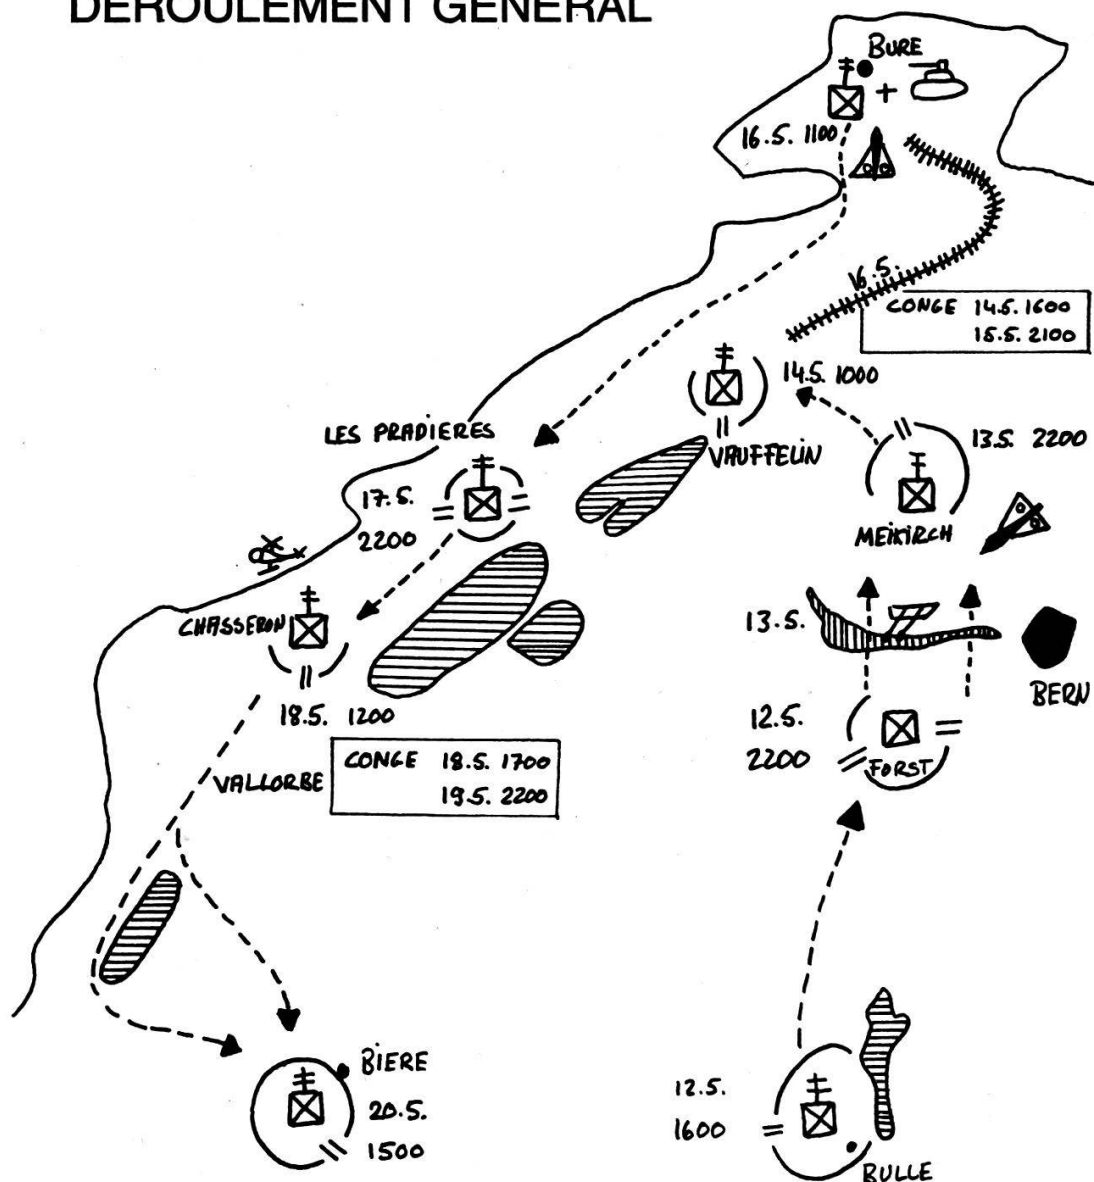 DEROULEMENT GENERAL
BURE
+
16.5. 1100
16.5.
CONGE 14.5. 1600
15.5. 2100
14.5. 1000
VAUFFELIN
13.5. 2200
MEIKIRCH
LES PRADIERES
17.5.
2200
CHASSERON
18.5. 1200
CONGE 18.5. 1700
19.5. 2200
VALLORBE
13.5.
BERN
12.5.
2200
FORST
BIERE
20.5.
1500
12.5.
1600
BULLE